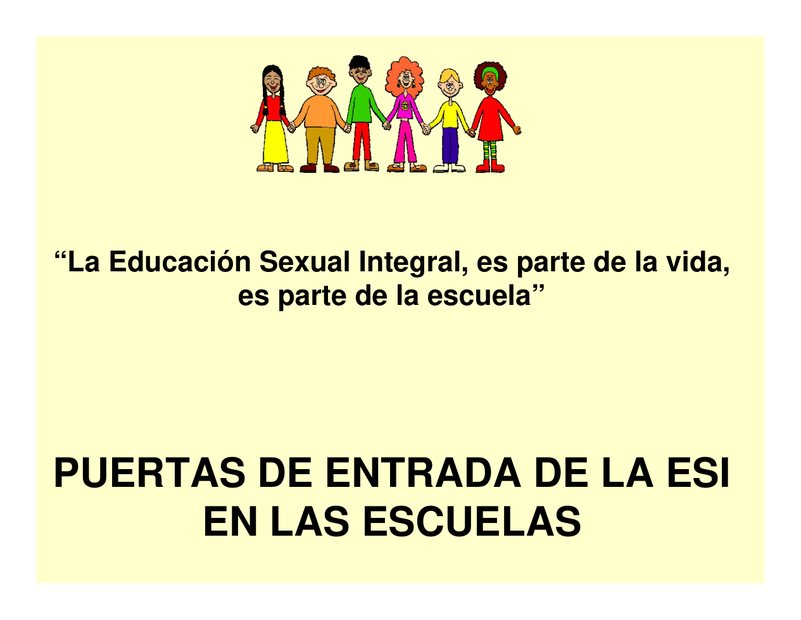 “La Educación Sexual Integral, es parte de la vida,
es parte de la escuela”
PUERTAS DE ENTRADA DE LA ESI
EN LAS ESCUELAS